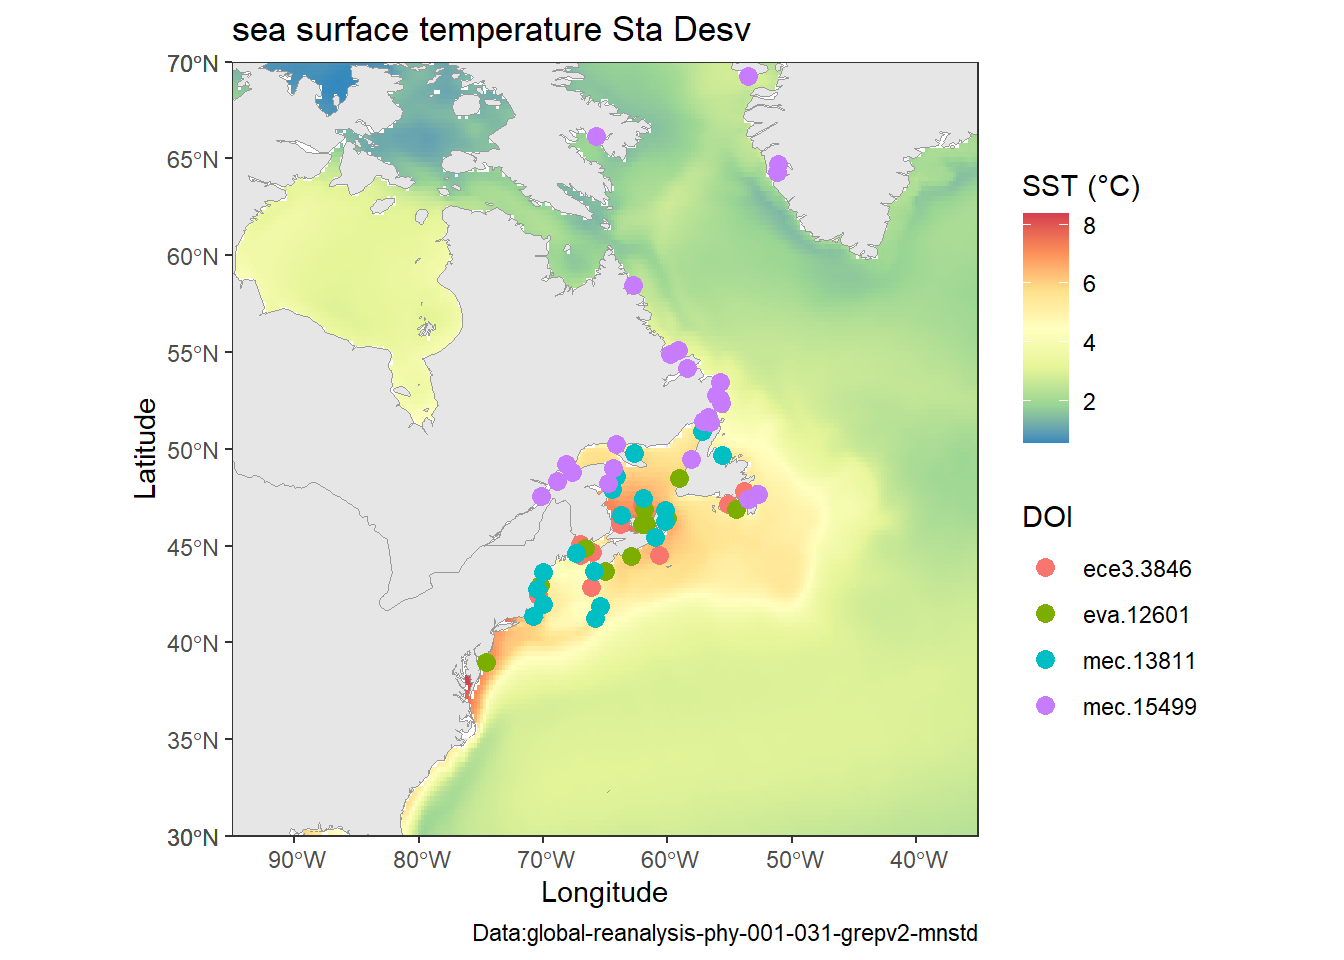 sea surface temperature Sta Desv
70°N
65°N
60°N
55°N
50°N
45°N
40°N
35°N
30°N
Latitude
90°W
80°W
70°W
60°W
50°W
40°W
Longitude
Data:global-reanalysis-phy-001-031-grepv2-mnstd
SST (°C)
8
6
4
2
DOI
ece3.3846
eva.12601
mec.13811
mec.15499